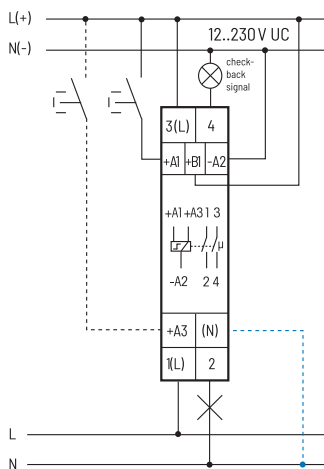 L(+)
N(-)
12..230 V UC
check-
back
signal
3(L) 4
+A1 +B1 -A2
+A1 +A3 1 3
µ
-A2 2 4
+A3 (N)
1(L) 2
L
N